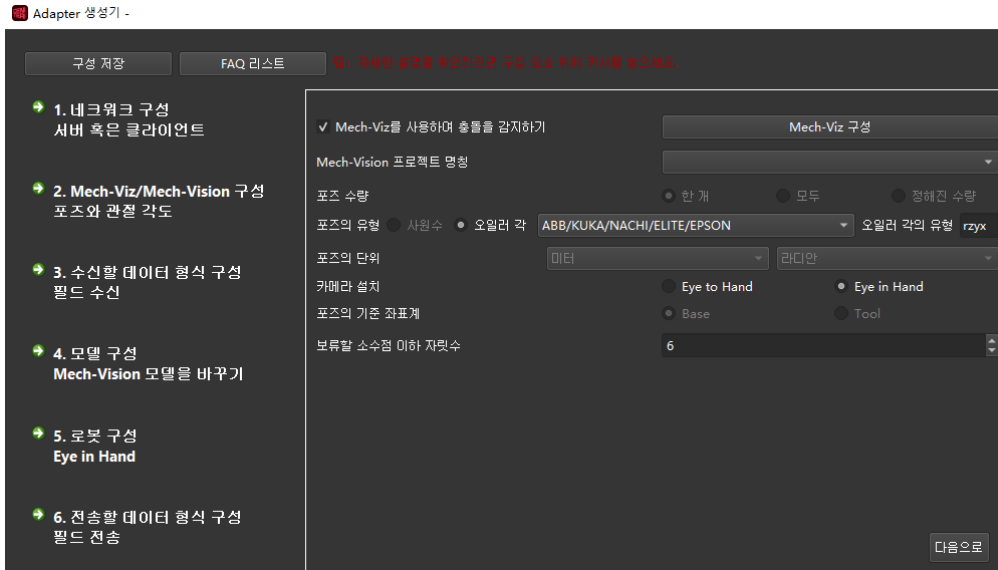 Adapter 생성기 -
구성 저장
FAQ 리스트
1. 네크워크 구성
서버 혹은 클라이언트
2. Mech-Viz/Mech-Vision 구성
포즈와 관절 각도
3. 수신할 데이터 형식 구성
필드 수신
4. 모델 구성
Mech-Vision 모델을 바꾸기
5. 로봇 구성
Eye in Hand
6. 전송할 데이터 형식 구성
필드 전송
Mech-Viz를 사용하며 충돌을 감지하기
Mech-Viz 구성
Mech-Vision 프로젝트 명칭
포즈 수량 한 개 모두 정해진 수량
포즈의 유형 사원수 오일러 각 ABB/KUKA/NACHI/ELITE/EPSON 오일러 각의 유형 rzyx
포즈의 단위 미터 라디안
카메라 설치 Eye to Hand Eye in Hand
포즈의 기준 좌표계 Base Tool
보류할 소수점 이하 자릿수 6
다음으로